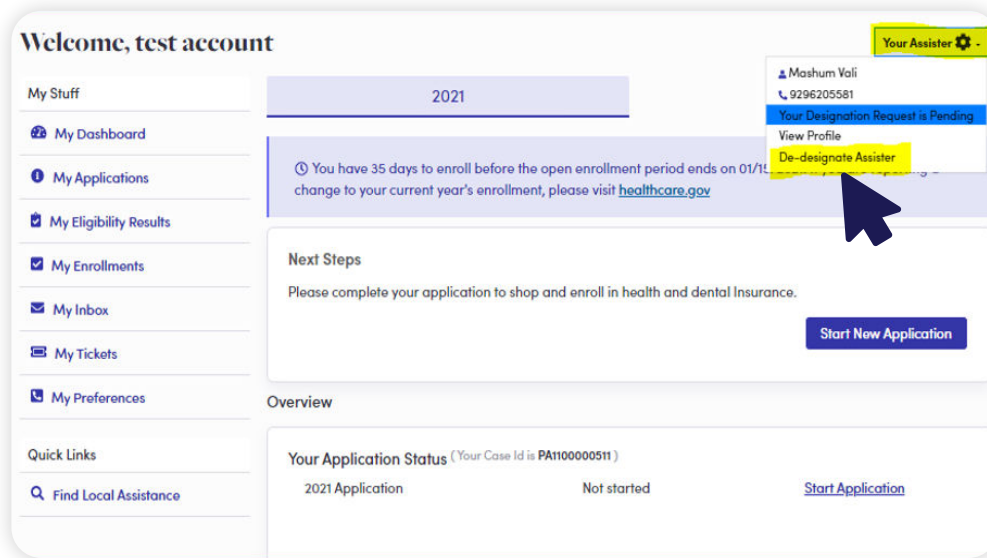 Welcome, test account
Your Assister
Mashum Vali
9296205581
Your Designation Request is Pending
View Profile
De-designate Assister
My Stuff
My Dashboard
My Applications
My Eligibility Results
My Enrollments
My Inbox
My Tickets
My Preferences
Quick Links
Find Local Assistance
2021
You have 35 days to enroll before the open enrollment period ends on 01/15
change to your current year's enrollment, please visit healthcare.gov
Next Steps
Please complete your application to shop and enroll in health and dental Insurance.
Start New Application
Overview
Your Application Status (Your Case Id is PA1100000511)
2021 Application Not started Start Application